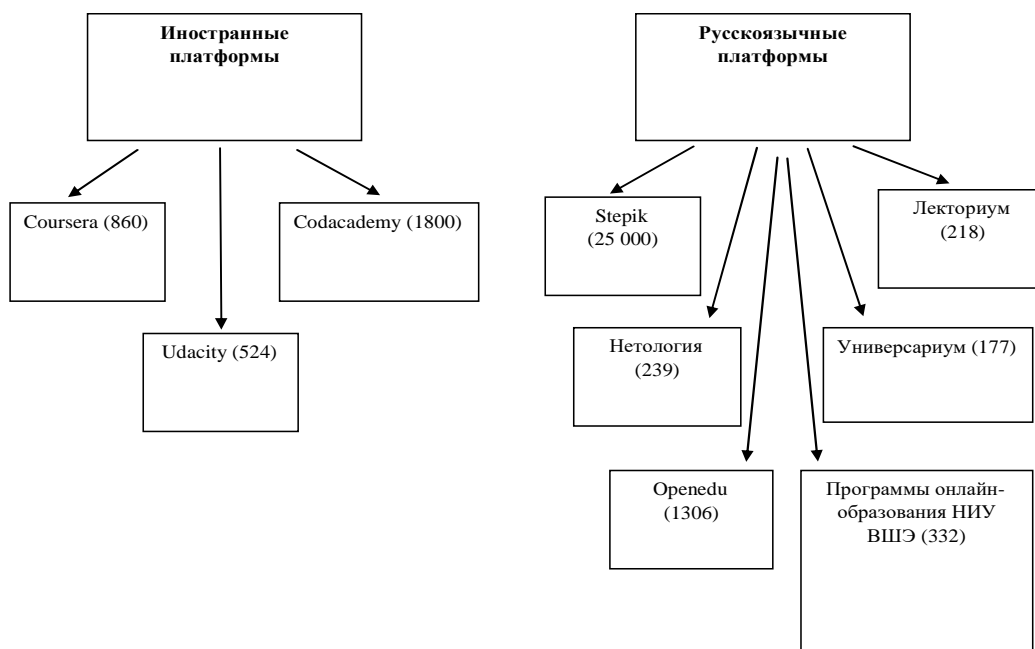 Иностранные
платформы
Русскоязычные
платформы
Coursera (860)
Codacademy (1800)
Udacity (524)
Stepik
(25 000)
Лекториум
(218)
Нетология
(239)
Универсариум (177)
Openedu
(1306)
Программы онлайн-
образования НИУ
ВШЭ (332)